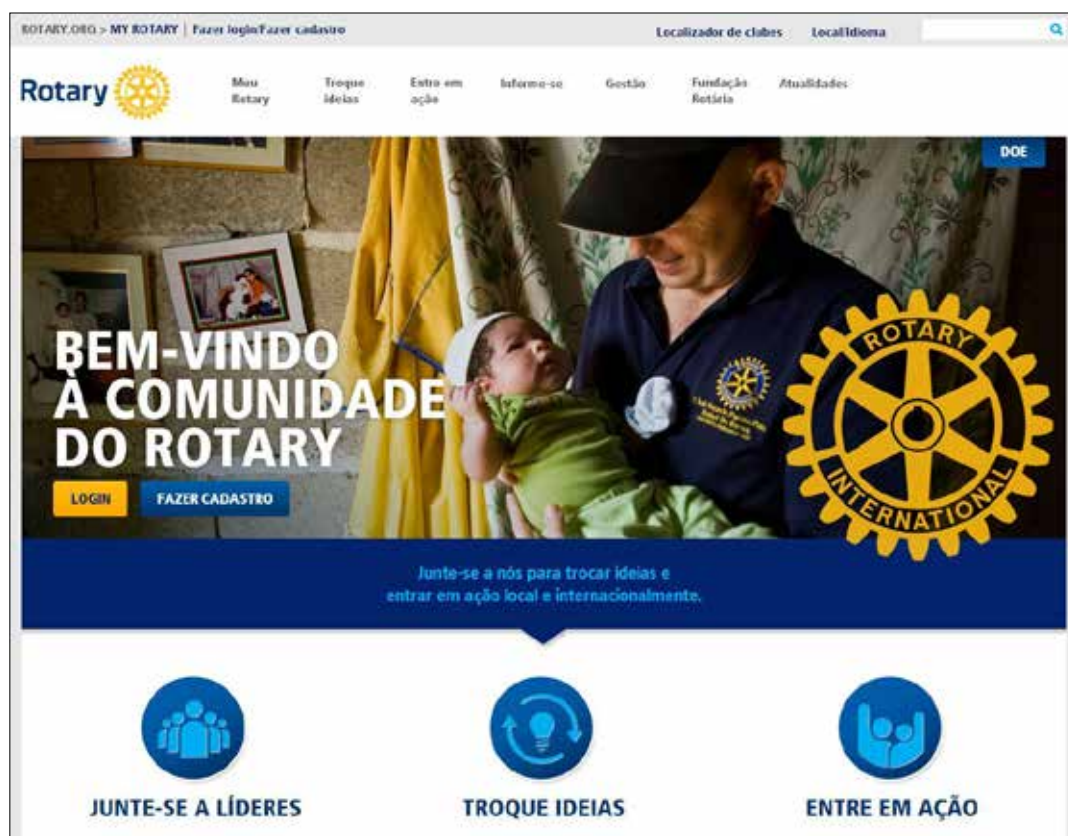 ROTARY.ORG > MY ROTARY | Fazer login/Fazer cadastro
Localizador de clubes
Local/Idioma
Rotary
Meu
Rotary
Troque
ideias
Entre em
ação
Informe-se
Gestão
Fundação
Rotária
Atualidades
DOE
BEM-VINDO
À COMUNIDADE
DO ROTARY
LOGIN
FAZER CADASTRO
ROTARY
INTERNATIONAL
Junte-se a nós para trocar ideias e
entrar em ação local e internacionalmente.
JUNTE-SE A LÍDERES
TROQUE IDEIAS
ENTRE EM AÇÃO